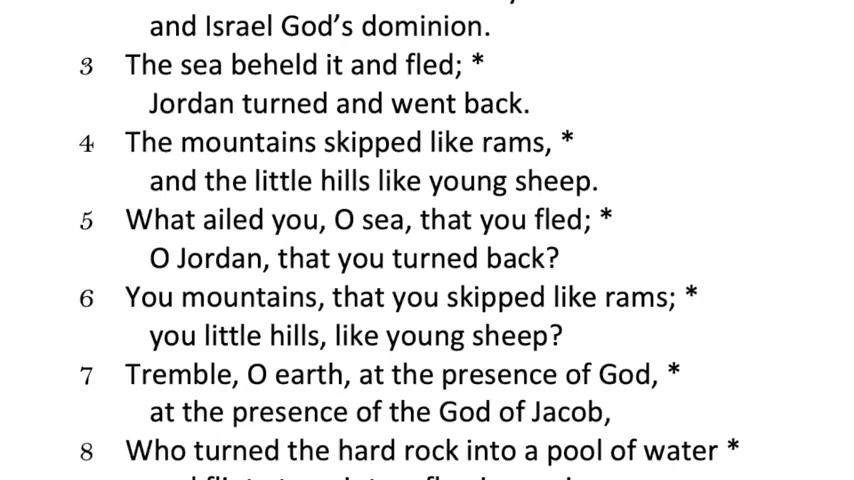 and Israel God's dominion.
3 The sea beheld it and fled; *
Jordan turned and went back.
4 The mountains skipped like rams, *
and the little hills like young sheep.
5 What ailed you, O sea, that you fled; *
O Jordan, that you turned back?
6 You mountains, that you skipped like rams; *
you little hills, like young sheep?
7 Tremble, O earth, at the presence of God, *
at the presence of the God of Jacob,
8 Who turned the hard rock into a pool of water *